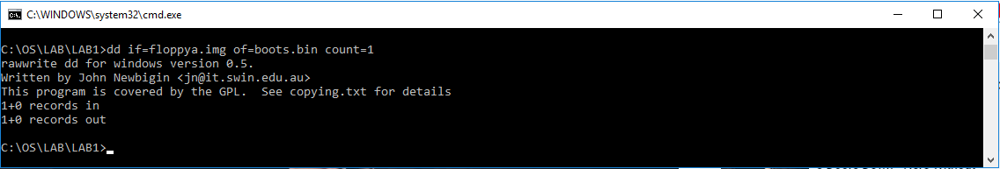 C:\WINDOWS\system32\cmd.exe
C:\OS\LAB\LAB1>dd if=floppya.img of=boots.bin count=1
rawwrite dd for windows version 0.5.
Written by John Newbigin <jn@it.swin.edu.au>
This program is covered by the GPL.  See copying.txt for details
1+0 records in
1+0 records out
C:\OS\LAB\LAB1>